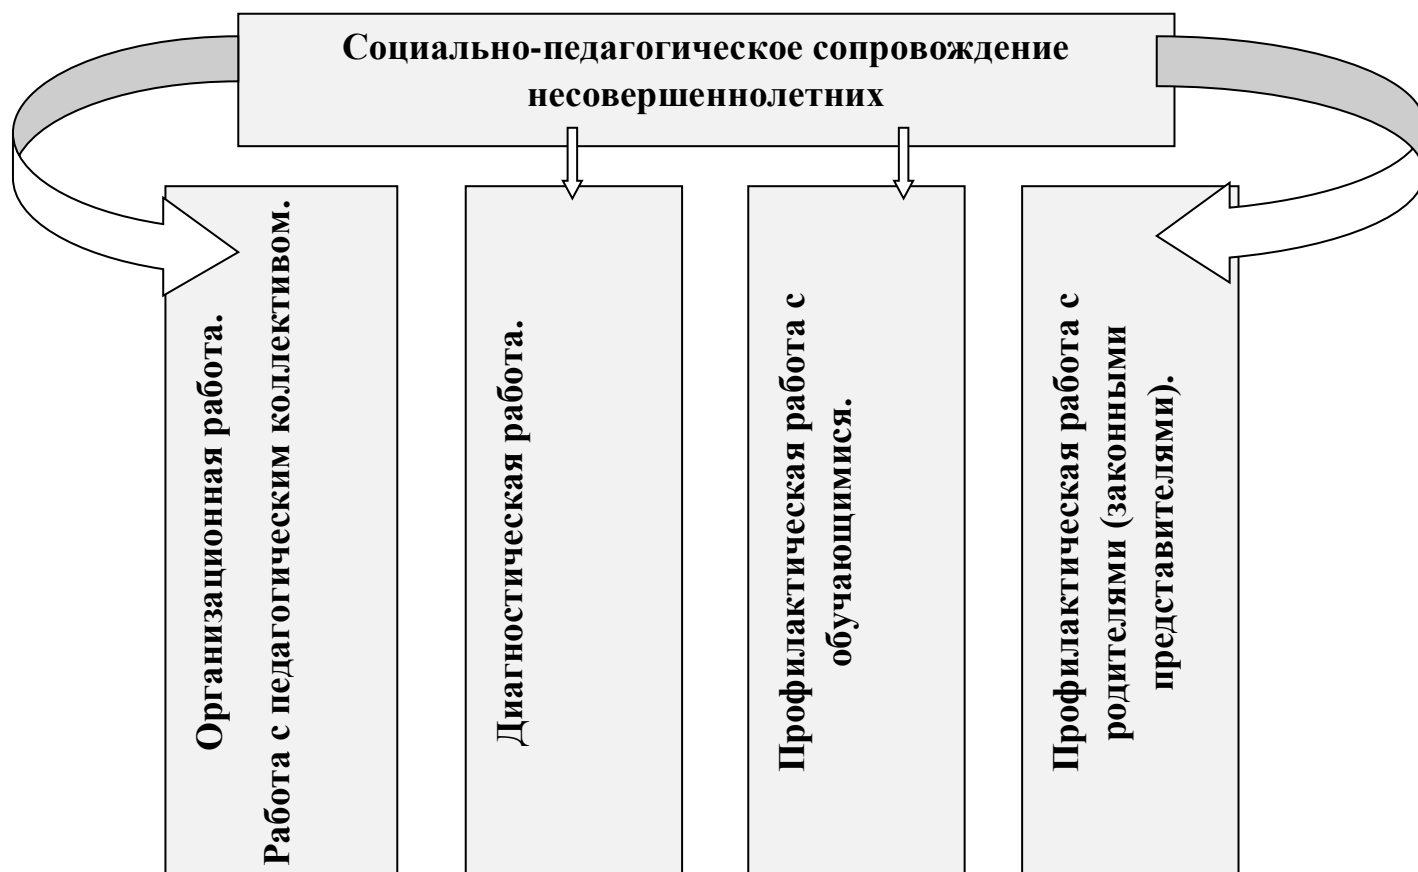 Социально-педагогическое сопровождение
несовершеннолетних
Организационная работа.
Работа с педагогическим коллективом.
Диагностическая работа.
Профилактическая работа с
обучающимися.
Профилактическая работа с
родителями (законными
представителями).